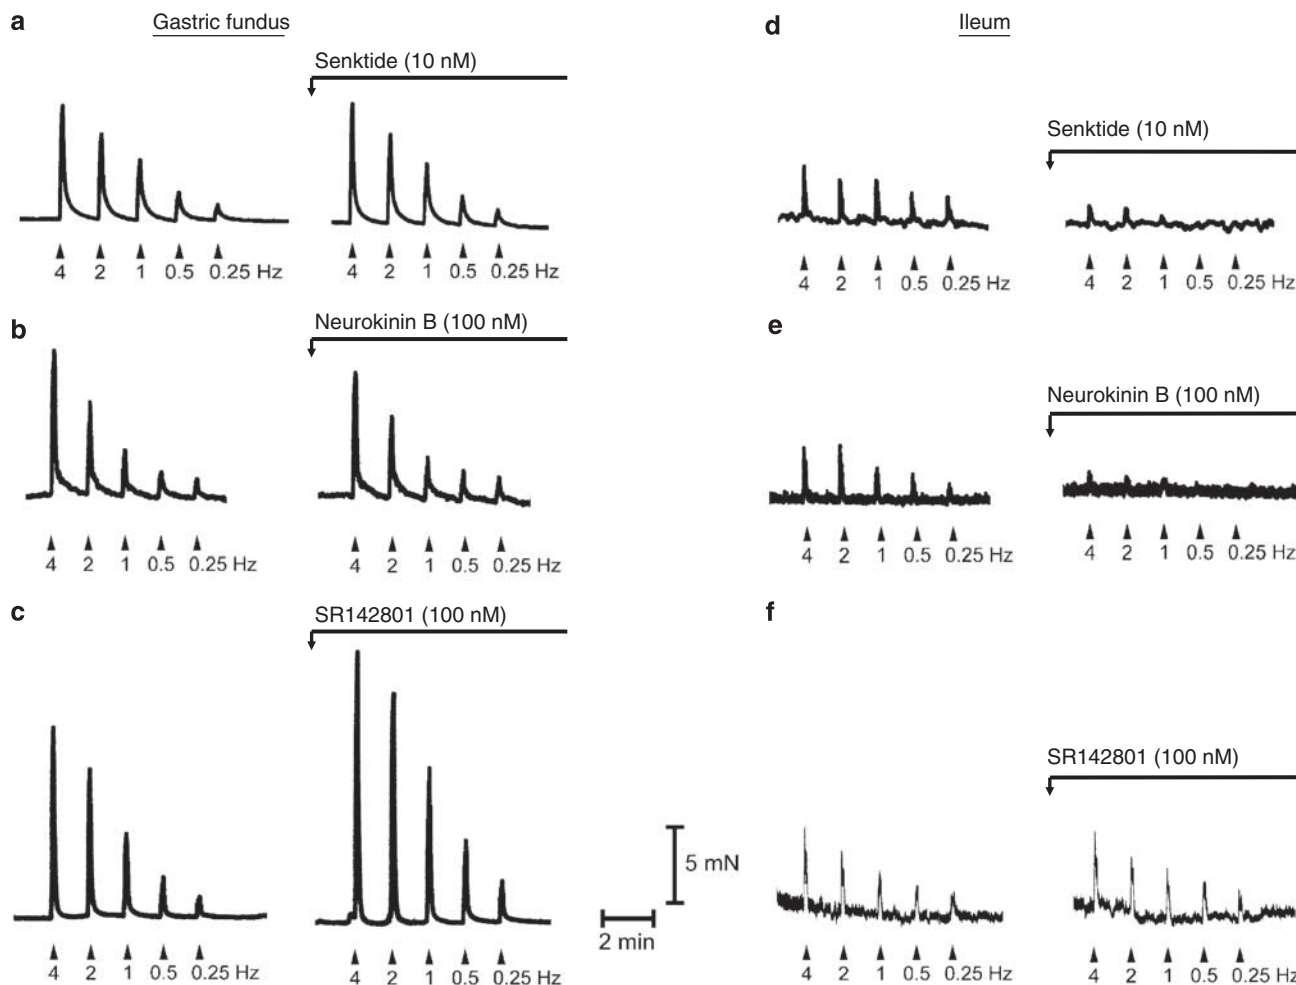 a
Gastric fundus
Senktide (10 nM)
4 2 1 0.5 0.25 Hz
4 2 1 0.5 0.25 Hz
b
Neurokinin B (100 nM)
4 2 1 0.5 0.25 Hz
4 2 1 0.5 0.25 Hz
c
SR142801 (100 nM)
4 2 1 0.5 0.25 Hz
4 2 1 0.5 0.25 Hz
5 mN
2 min
d
Ileum
Senktide (10 nM)
4 2 1 0.5 0.25 Hz
4 2 1 0.5 0.25 Hz
e
Neurokinin B (100 nM)
4 2 1 0.5 0.25 Hz
4 2 1 0.5 0.25 Hz
f
SR142801 (100 nM)
4 2 1 0.5 0.25 Hz
4 2 1 0.5 0.25 Hz